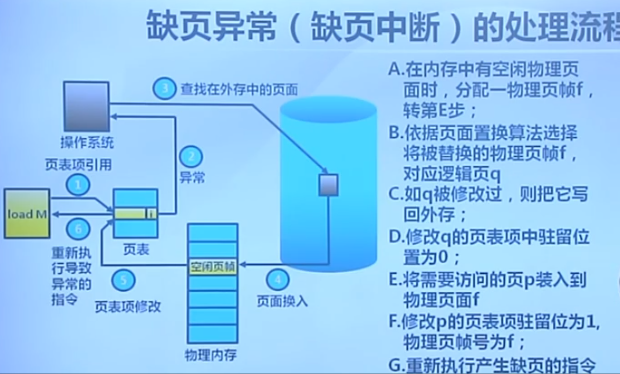 缺页异常（缺页中断）的处理流程
③ 查找在外存中的页面
操作系统
页表项引用
①
②
异常
load M
i
⑥
页表
重新执
行导致
异常的
指令
⑤
页表项修改
空闲页帧
④
页面换入
物理内存
A.在内存中有空闲物理页
面时，分配一物理页帧f，
转第E步；
B.依据页面置换算法选择
将被替换的物理页帧f，
对应逻辑页q
C.如q被修改过，则把它写
回外存；
D.修改q的页表项中驻留位
置为0；
E.将需要访问的页p装入到
物理页面f
F.修改p的页表项驻留位为1,
物理页帧号为f；
G.重新执行产生缺页的指令